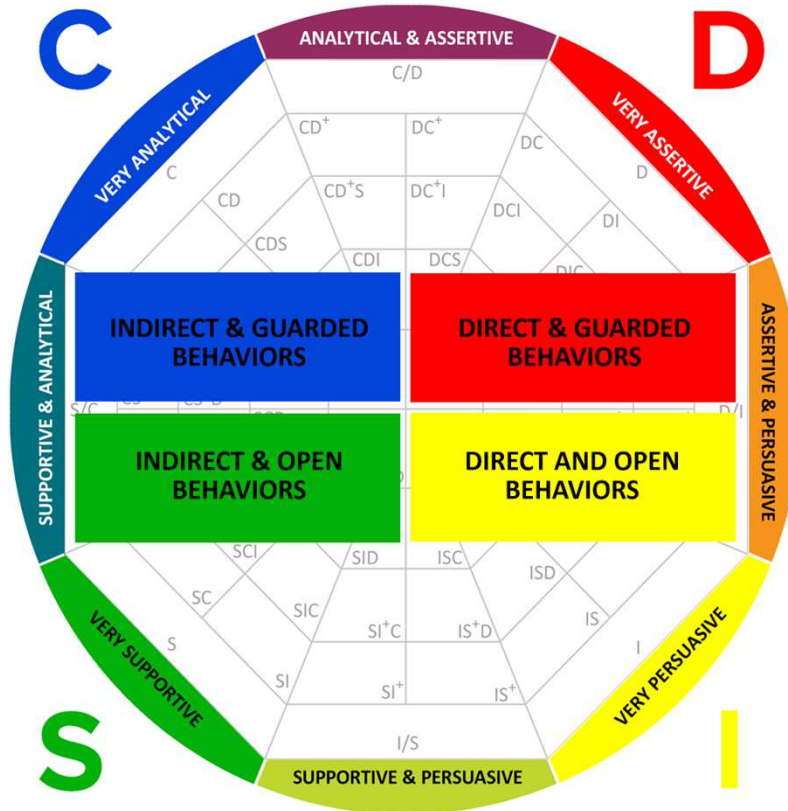 C
D
ANALYTICAL & ASSERTIVE
VERY ANALYTICAL
VERY ASSERTIVE
C/D
CD+
DC+
DC
C
D
CD
CD+S
DC+I
DCI
DI
CDS
CDI
DCS
DIC
INDIRECT & GUARDED
BEHAVIORS
DIRECT & GUARDED
BEHAVIORS
SUPPORTIVE & ANALYTICAL
ASSERTIVE & PERSUASIVE
S/C
D/I
INDIRECT & OPEN
BEHAVIORS
DIRECT AND OPEN
BEHAVIORS
SCI
SID
ISC
ISD
SC
SIC
SI+C
IS+D
IS
S
I
SI
SI+
IS+
VERY SUPPORTIVE
VERY PERSUASIVE
I/S
SUPPORTIVE & PERSUASIVE
S
I